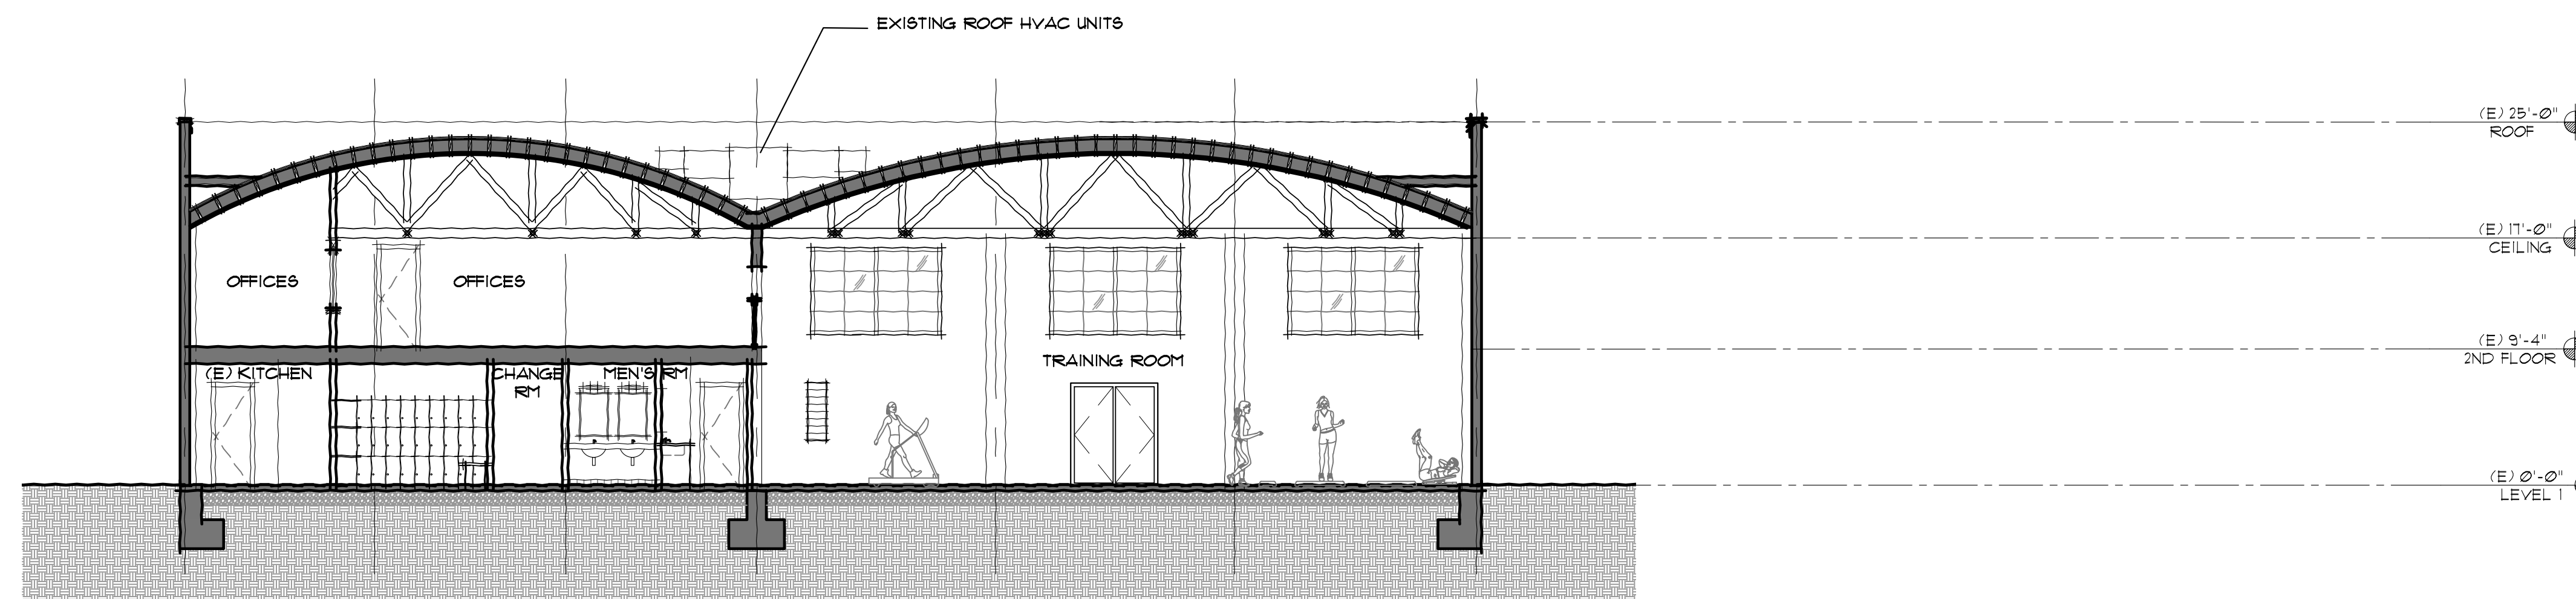 EXISTING ROOF HVAC UNITS
(E) 25'-0"
ROOF
(E) 17'-0"
CEILING
OFFICES
OFFICES
(E) 9'-4"
2ND FLOOR
TRAINING ROOM
(E) KITCHEN
CHANGE
RM
MEN'S RM
(E) 0'-0"
LEVEL 1